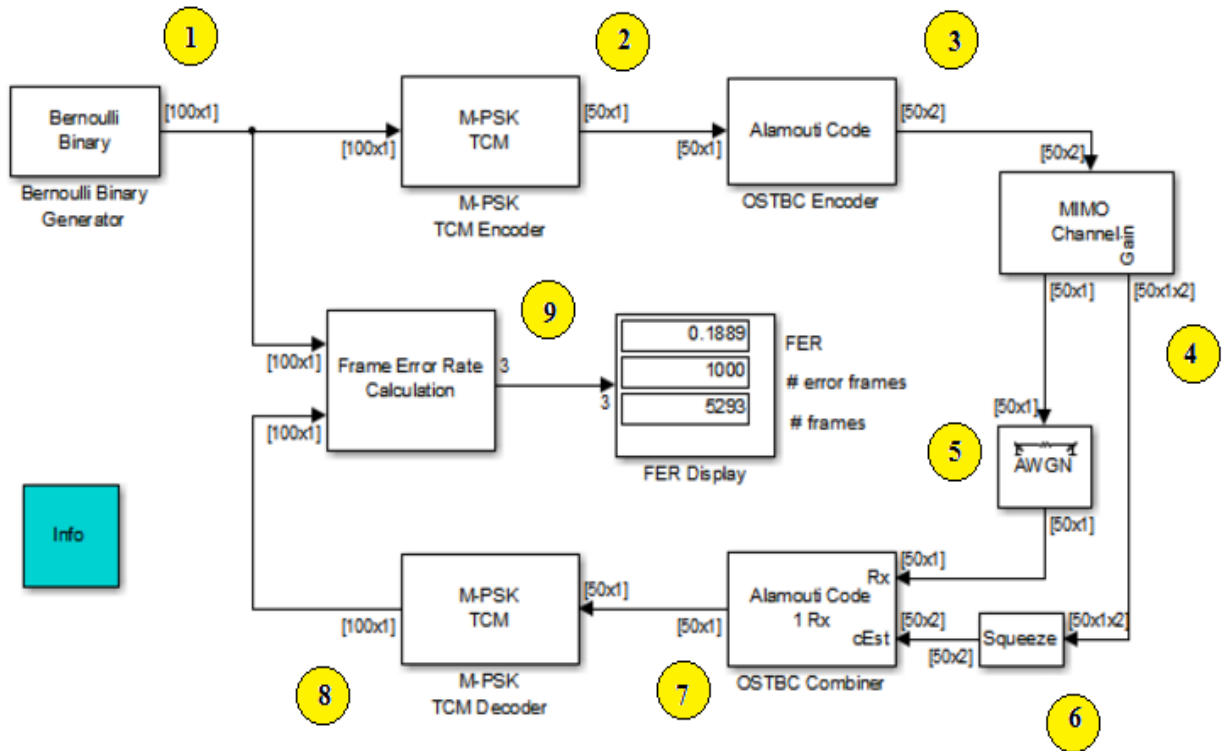 1
2
3
[100x1]
Bernoulli
Binary
Bernoulli Binary
Generator
[100x1]
M-PSK
TCM
M-PSK
TCM Encoder
[50x1]
[50x1]
Alamouti Code
OSTBC Encoder
[50x2]
[50x2]
MIMO
Channel
Gain
[50x1]
[50x1x2]
4
9
[100x1]
[100x1]
Frame Error Rate
Calculation
3
3
0.1889
1000
5293
FER
# error frames
# frames
FER Display
[50x1]
5
AWGN
[50x1]
Info
[100x1]
M-PSK
TCM
M-PSK
TCM Decoder
[50x1]
[50x1]
Rx
Alamouti Code
1 Rx
cEst
OSTBC Combiner
[50x1]
[50x2]
[50x2]
Squeeze
[50x1x2]
8
7
6